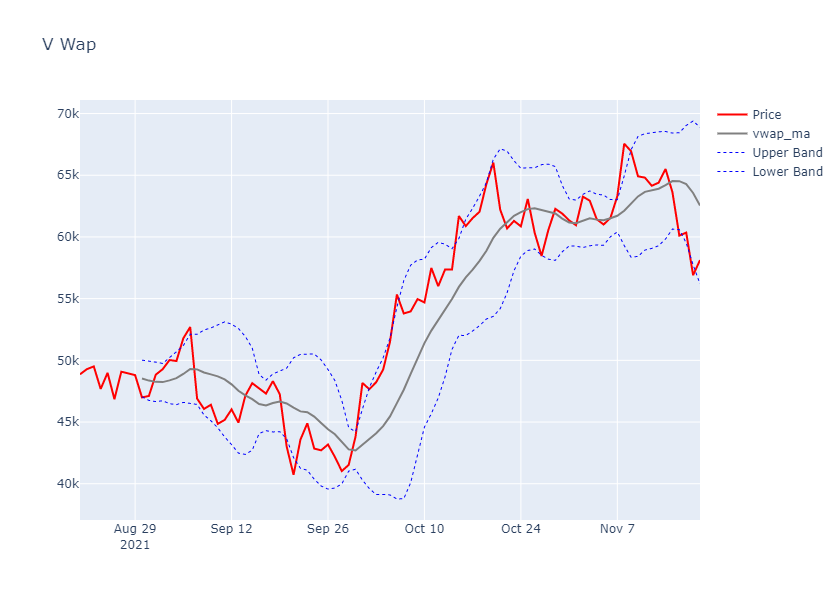 V Wap
70k
65k
60k
55k
50k
45k
40k
Aug 29
2021
Sep 12
Sep 26
Oct 10
Oct 24
Nov 7
Price
vwap_ma
Upper Band
Lower Band